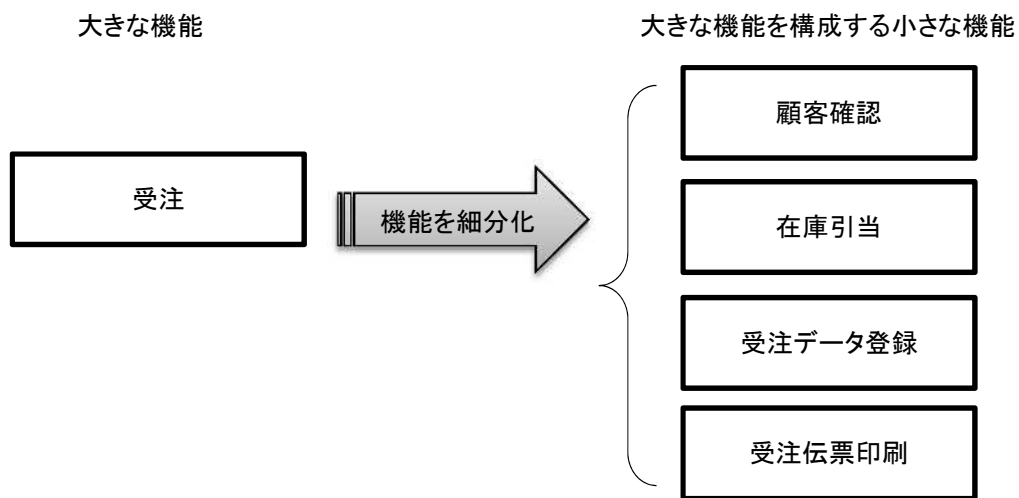 大きな機能
大きな機能を構成する小さな機能
受注
機能を細分化
顧客確認
在庫引当
受注データ登録
受注伝票印刷